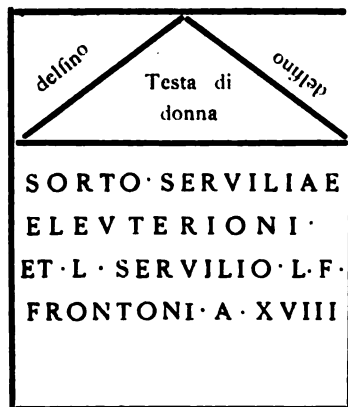 delfino
delfino
Testa di
donna
SORTO · SERVILIAE
ELEVTERIONI ·
ET · L · SERVILIO · L · F ·
FRONTONI · A · XVIII